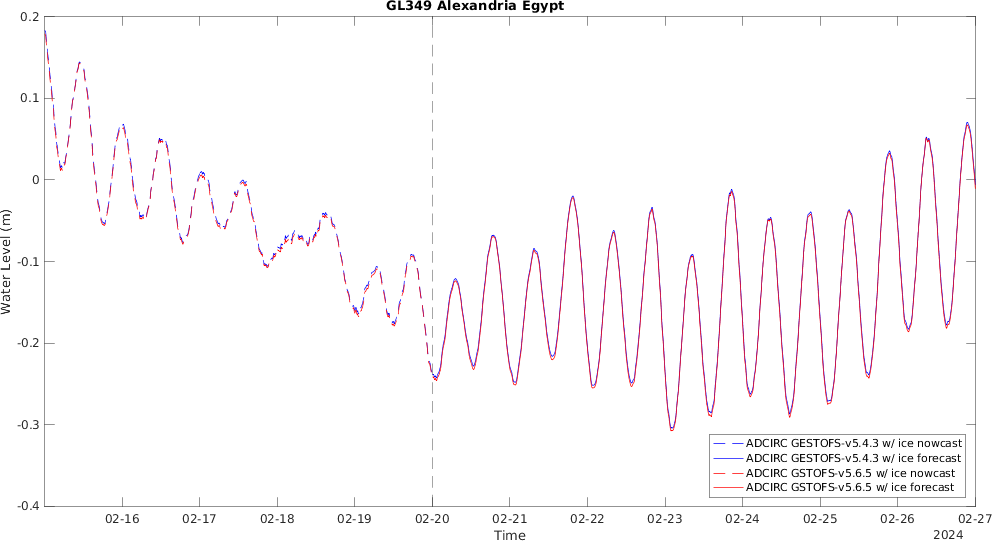 GL349 Alexandria Egypt
0.2
0.1
0
-0.1
-0.2
-0.3
-0.4
Water Level (m)
ADCIRC GESTOFS-v5.4.3 w/ ice nowcast
ADCIRC GESTOFS-v5.4.3 w/ ice forecast
ADCIRC GSTOFS-v5.6.5 w/ ice nowcast
ADCIRC GSTOFS-v5.6.5 w/ ice forecast
02-16 02-17 02-18 02-19 02-20 02-21 02-22 02-23 02-24 02-25 02-26 02-27
Time
2024